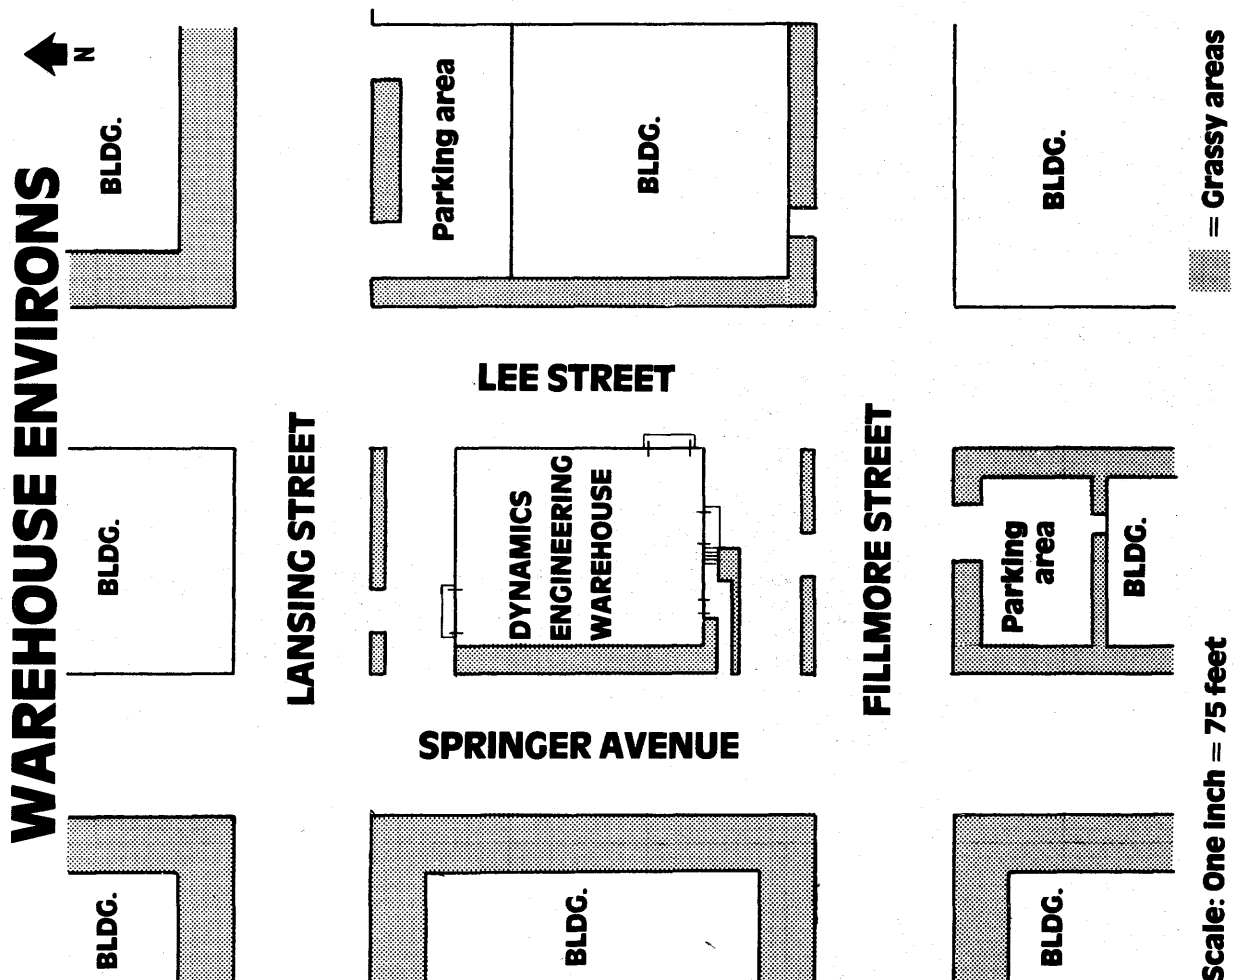 WAREHOUSE ENVIRONS
N
BLDG.
BLDG.
BLDG.
LANSING STREET
Parking area
BLDG.
LEE STREET
DYNAMICS
ENGINEERING
WAREHOUSE
SPRINGER AVENUE
BLDG.
FILLMORE STREET
BLDG.
Parking
area
BLDG.
BLDG.
Scale: One inch = 75 feet
= Grassy areas